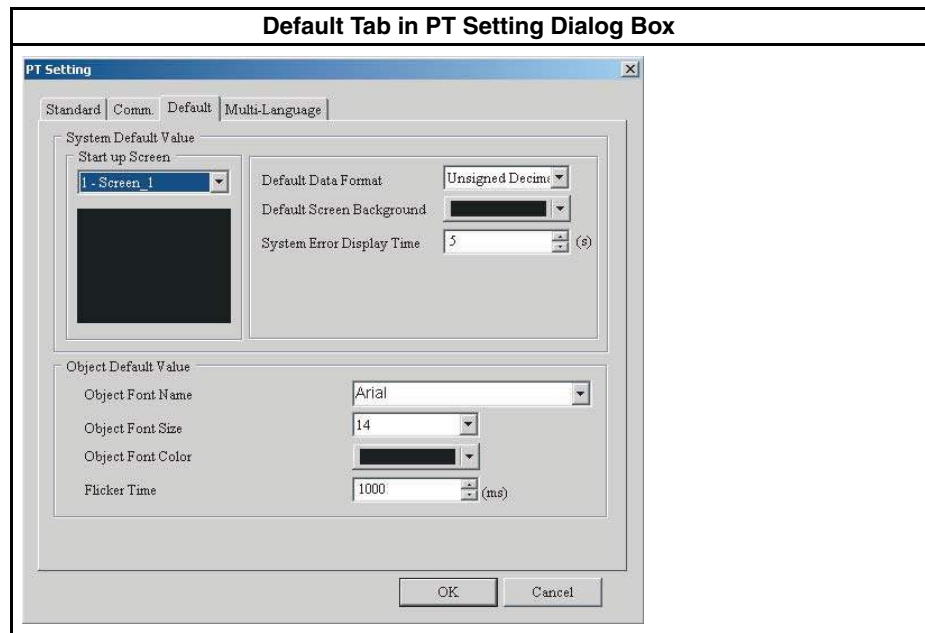 Default Tab in PT Setting Dialog Box
PT Setting
Standard Comm. Default Multi-Language
System Default Value
Start up Screen
1 - Screen_1
Default Data Format Unsigned Decim
Default Screen Background
System Error Display Time 5 (s)
Object Default Value
Object Font Name Arial
Object Font Size 14
Object Font Color
Flicker Time 1000 (ms)
OK Cancel